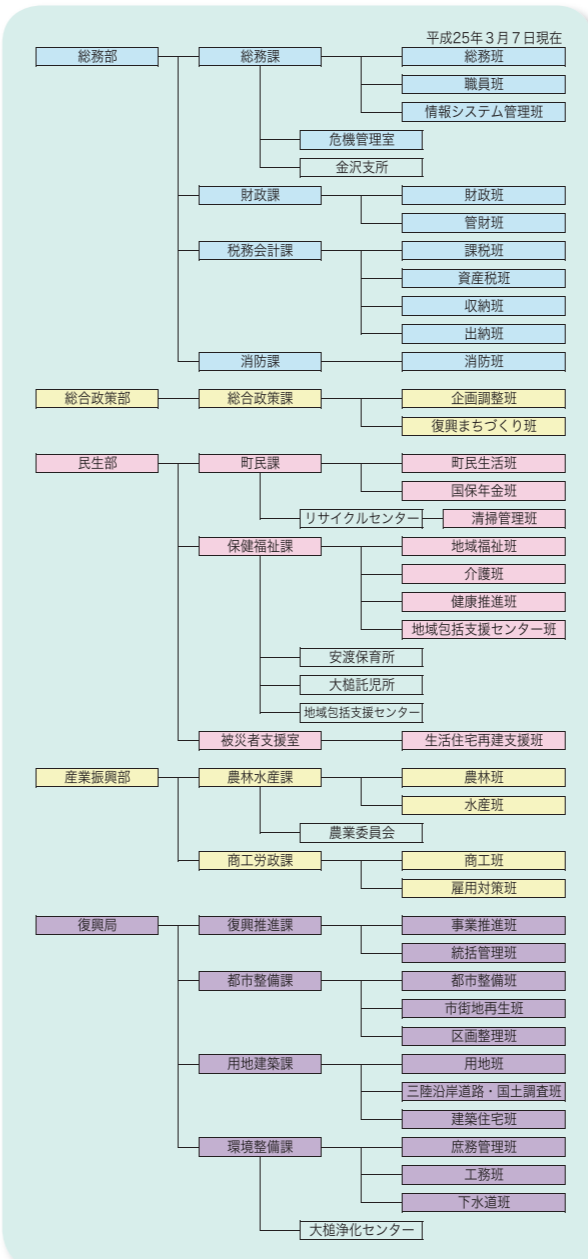 平成25年3月7日現在
総務部 総務課 総務班
職員班
情報システム管理班
危機管理室
金沢支所
財政課 財政班
管財班
税務会計課 課税班
資産税班
収納班
出納班
消防課 消防班
総合政策部 総合政策課 企画調整班
復興まちづくり班
民生部 町民課 町民生活班
国保年金班
リサイクルセンター 清掃管理班
保健福祉課 地域福祉班
介護班
健康推進班
地域包括支援センター班
安渡保育所
大槌託児所
地域包括支援センター
被災者支援室 生活住宅再建支援班
産業振興部 農林水産課 農林班
水産班
農業委員会
商工労政課 商工班
雇用対策班
復興局 復興推進課 事業推進班
統括管理班
都市整備課 都市整備班
市街地再生班
区画整理班
用地建築課 用地班
三陸沿岸道路・国土調査班
建築住宅班
環境整備課 庶務管理班
工務班
下水道班
大槌浄化センター